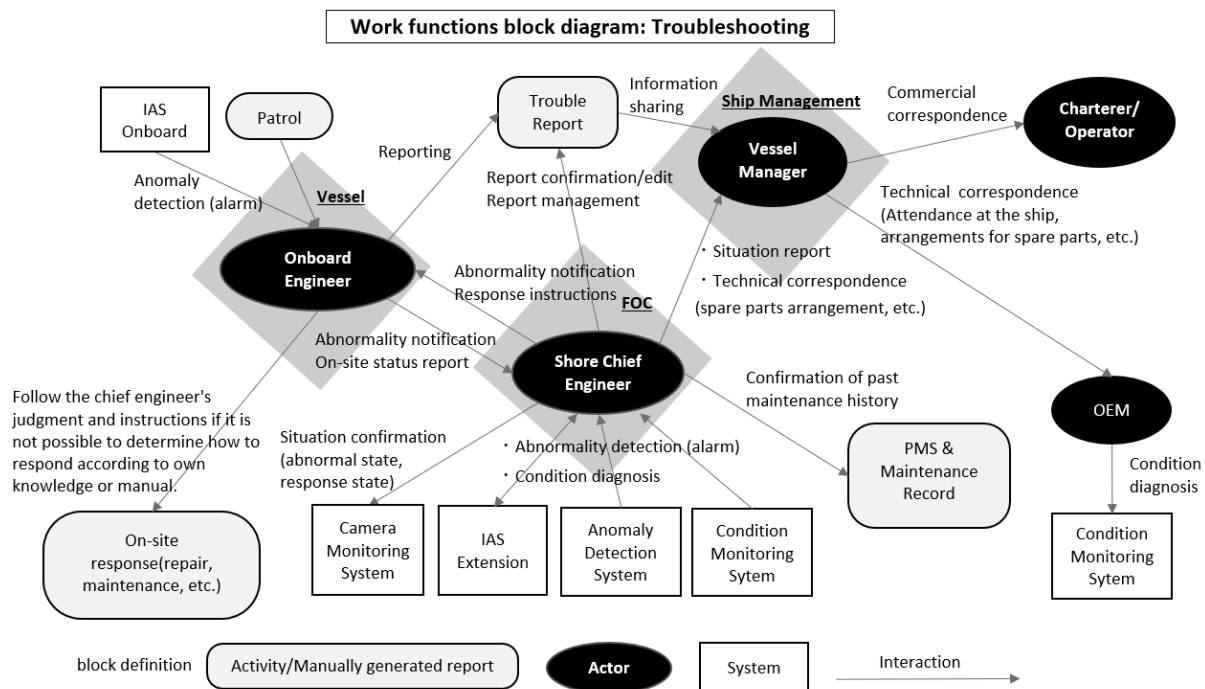 Work functions block diagram: Troubleshooting
IAS
Onboard
Patrol
Trouble
Report
Information
sharing
Ship Management
Commercial
correspondence
Charterer/
Operator
Vessel
Manager
Reporting
Anomaly
detection (alarm)
Vessel
Report confirmation/edit
Report management
Technical  correspondence
(Attendance at the ship,
arrangements for spare parts, etc.)
Onboard
Engineer
Abnormality notification
Response instructions
FOC
・Situation report
・Technical correspondence
(spare parts arrangement, etc.)
Abnormality notification
On-site status report
Shore Chief
Engineer
Confirmation of past
maintenance history
OEM
Follow the chief engineer's
judgment and instructions if it is
not possible to determine how to
respond according to own
knowledge or manual.
Situation confirmation
(abnormal state,
response state)
・Abnormality detection (alarm)
・Condition diagnosis
PMS &
Maintenance
Record
Condition
diagnosis
On-site
response(repair,
maintenance, etc.)
Camera
Monitoring
System
IAS
Extension
Anomaly
Detection
System
Condition
Monitoring
Sytem
Condition
Monitoring
Sytem
block definition
Activity/Manually generated report
Actor
System
Interaction